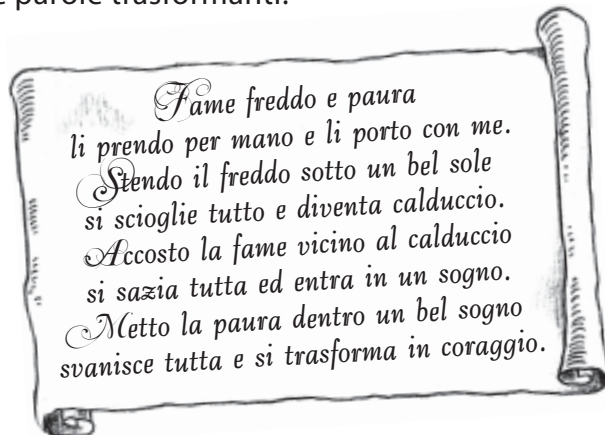 e parole trasformanti.
Fame freddo e paura
li prendo per mano e li porto con me.
Stendo il freddo sotto un bel sole
si scioglie tutto e diventa calduccio.
Accosto la fame vicino al calduccio
si sazia tutta ed entra in un sogno.
Metto la paura dentro un bel sogno
svanisce tutta e si trasforma in coraggio.